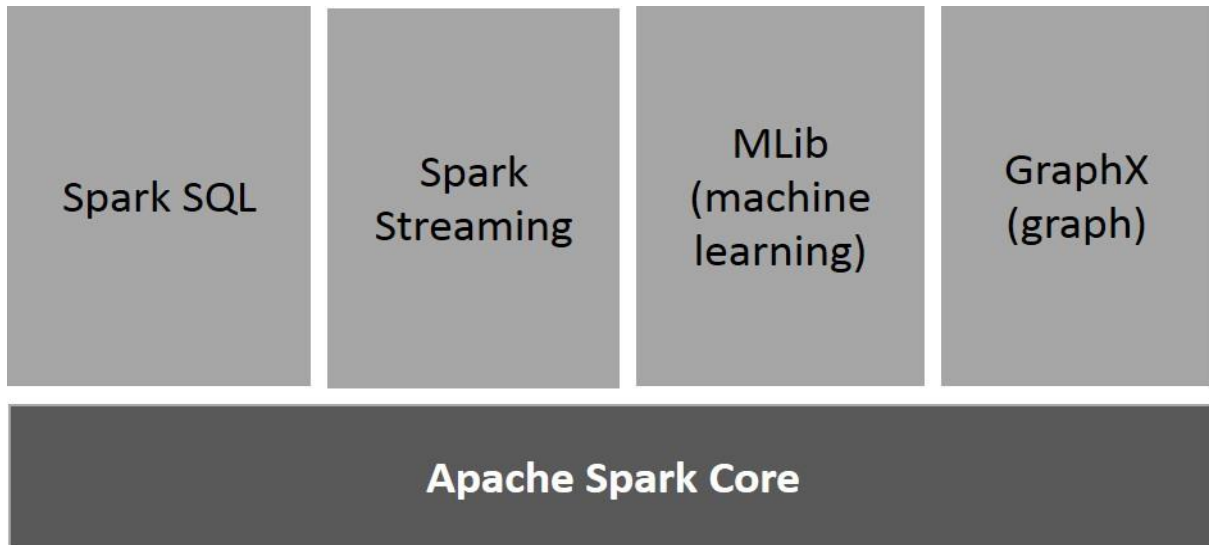 Spark SQL
Spark
Streaming
MLib
(machine
learning)
GraphX
(graph)
Apache Spark Core